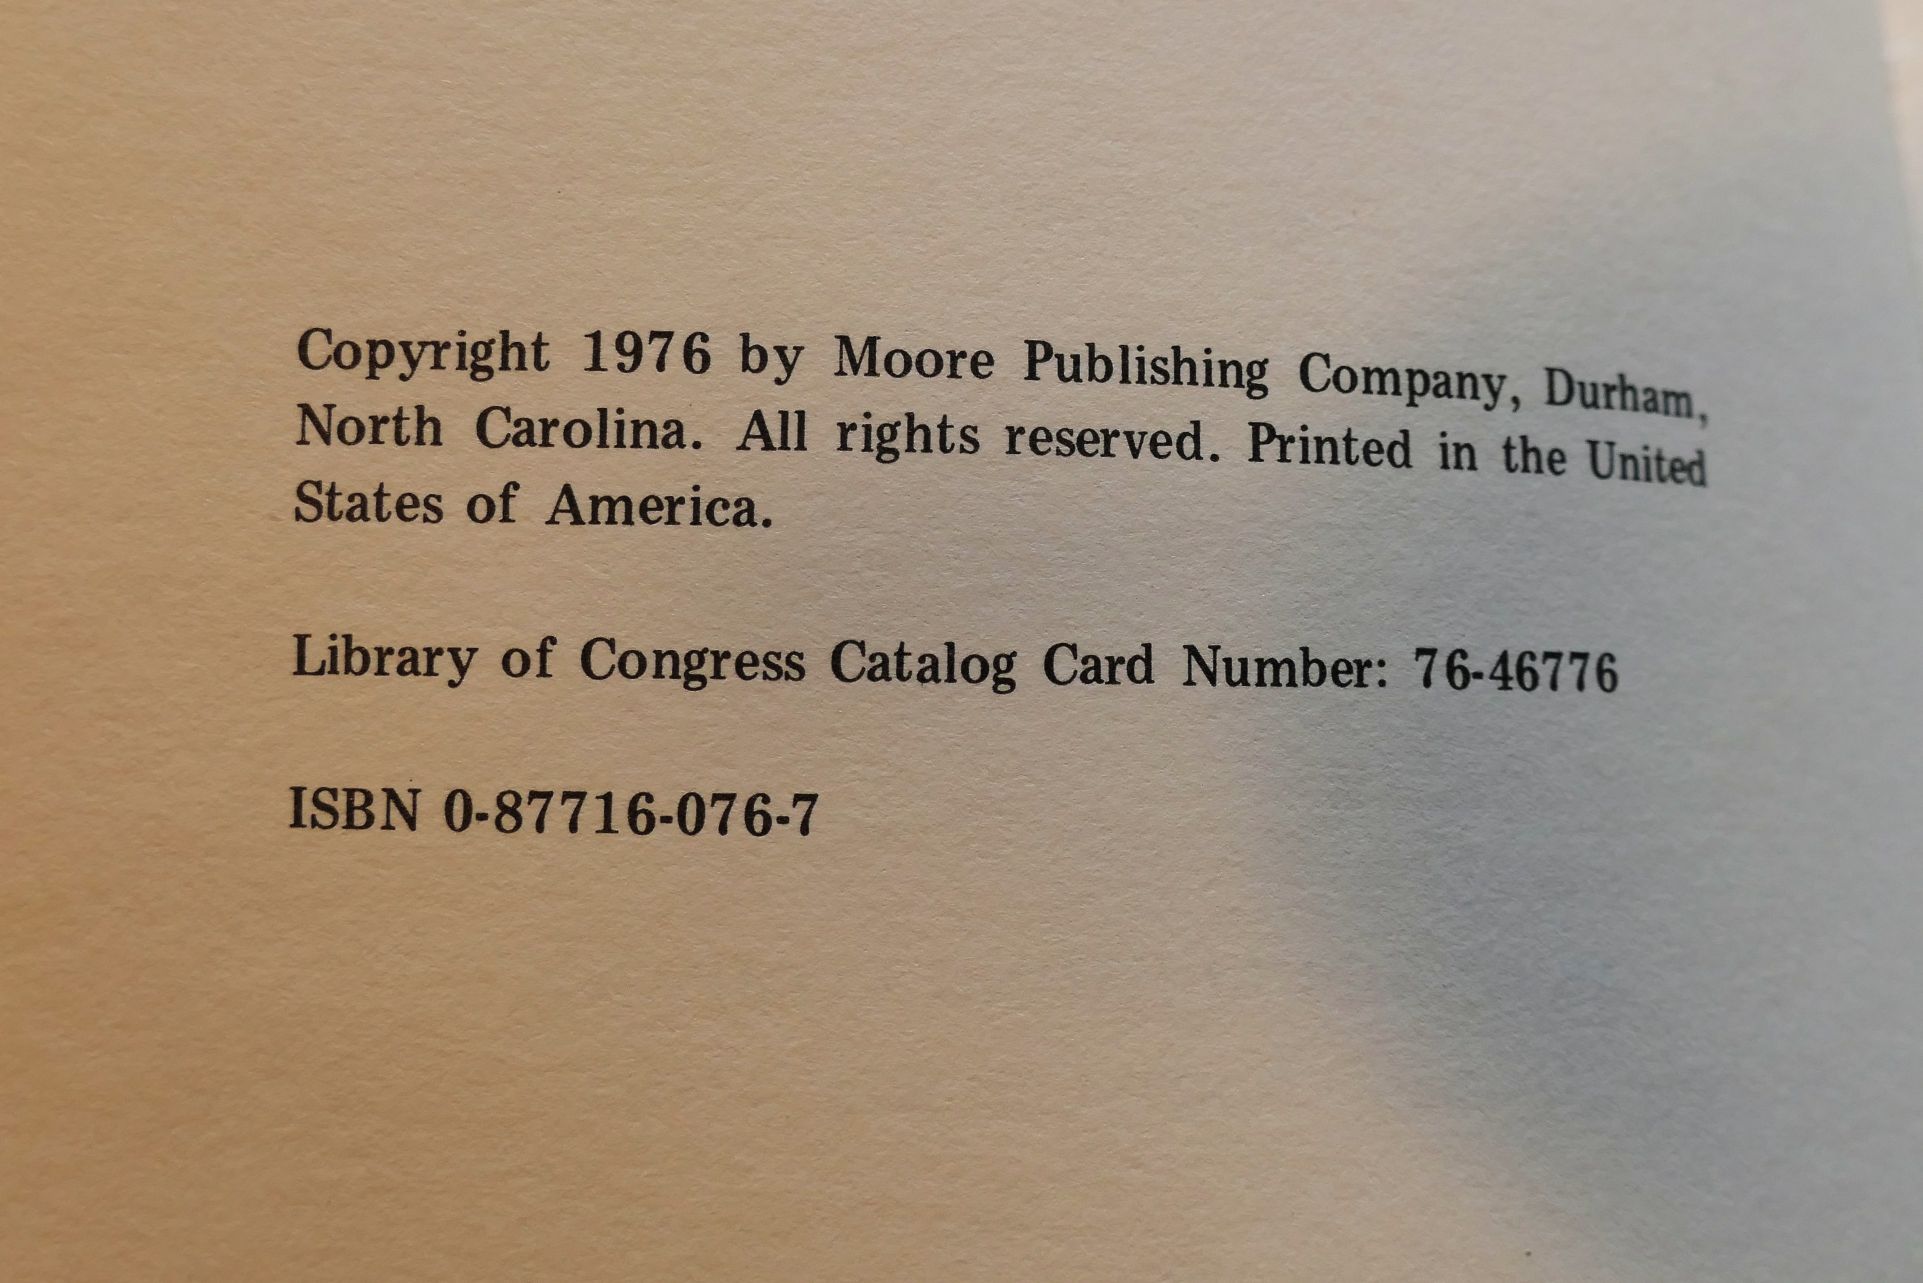 Copyright 1976 by Moore Publishing Company, Durham,
North Carolina. All rights reserved. Printed in the United
States of America.
Library of Congress Catalog Card Number: 76-46776
ISBN 0-87716-076-7